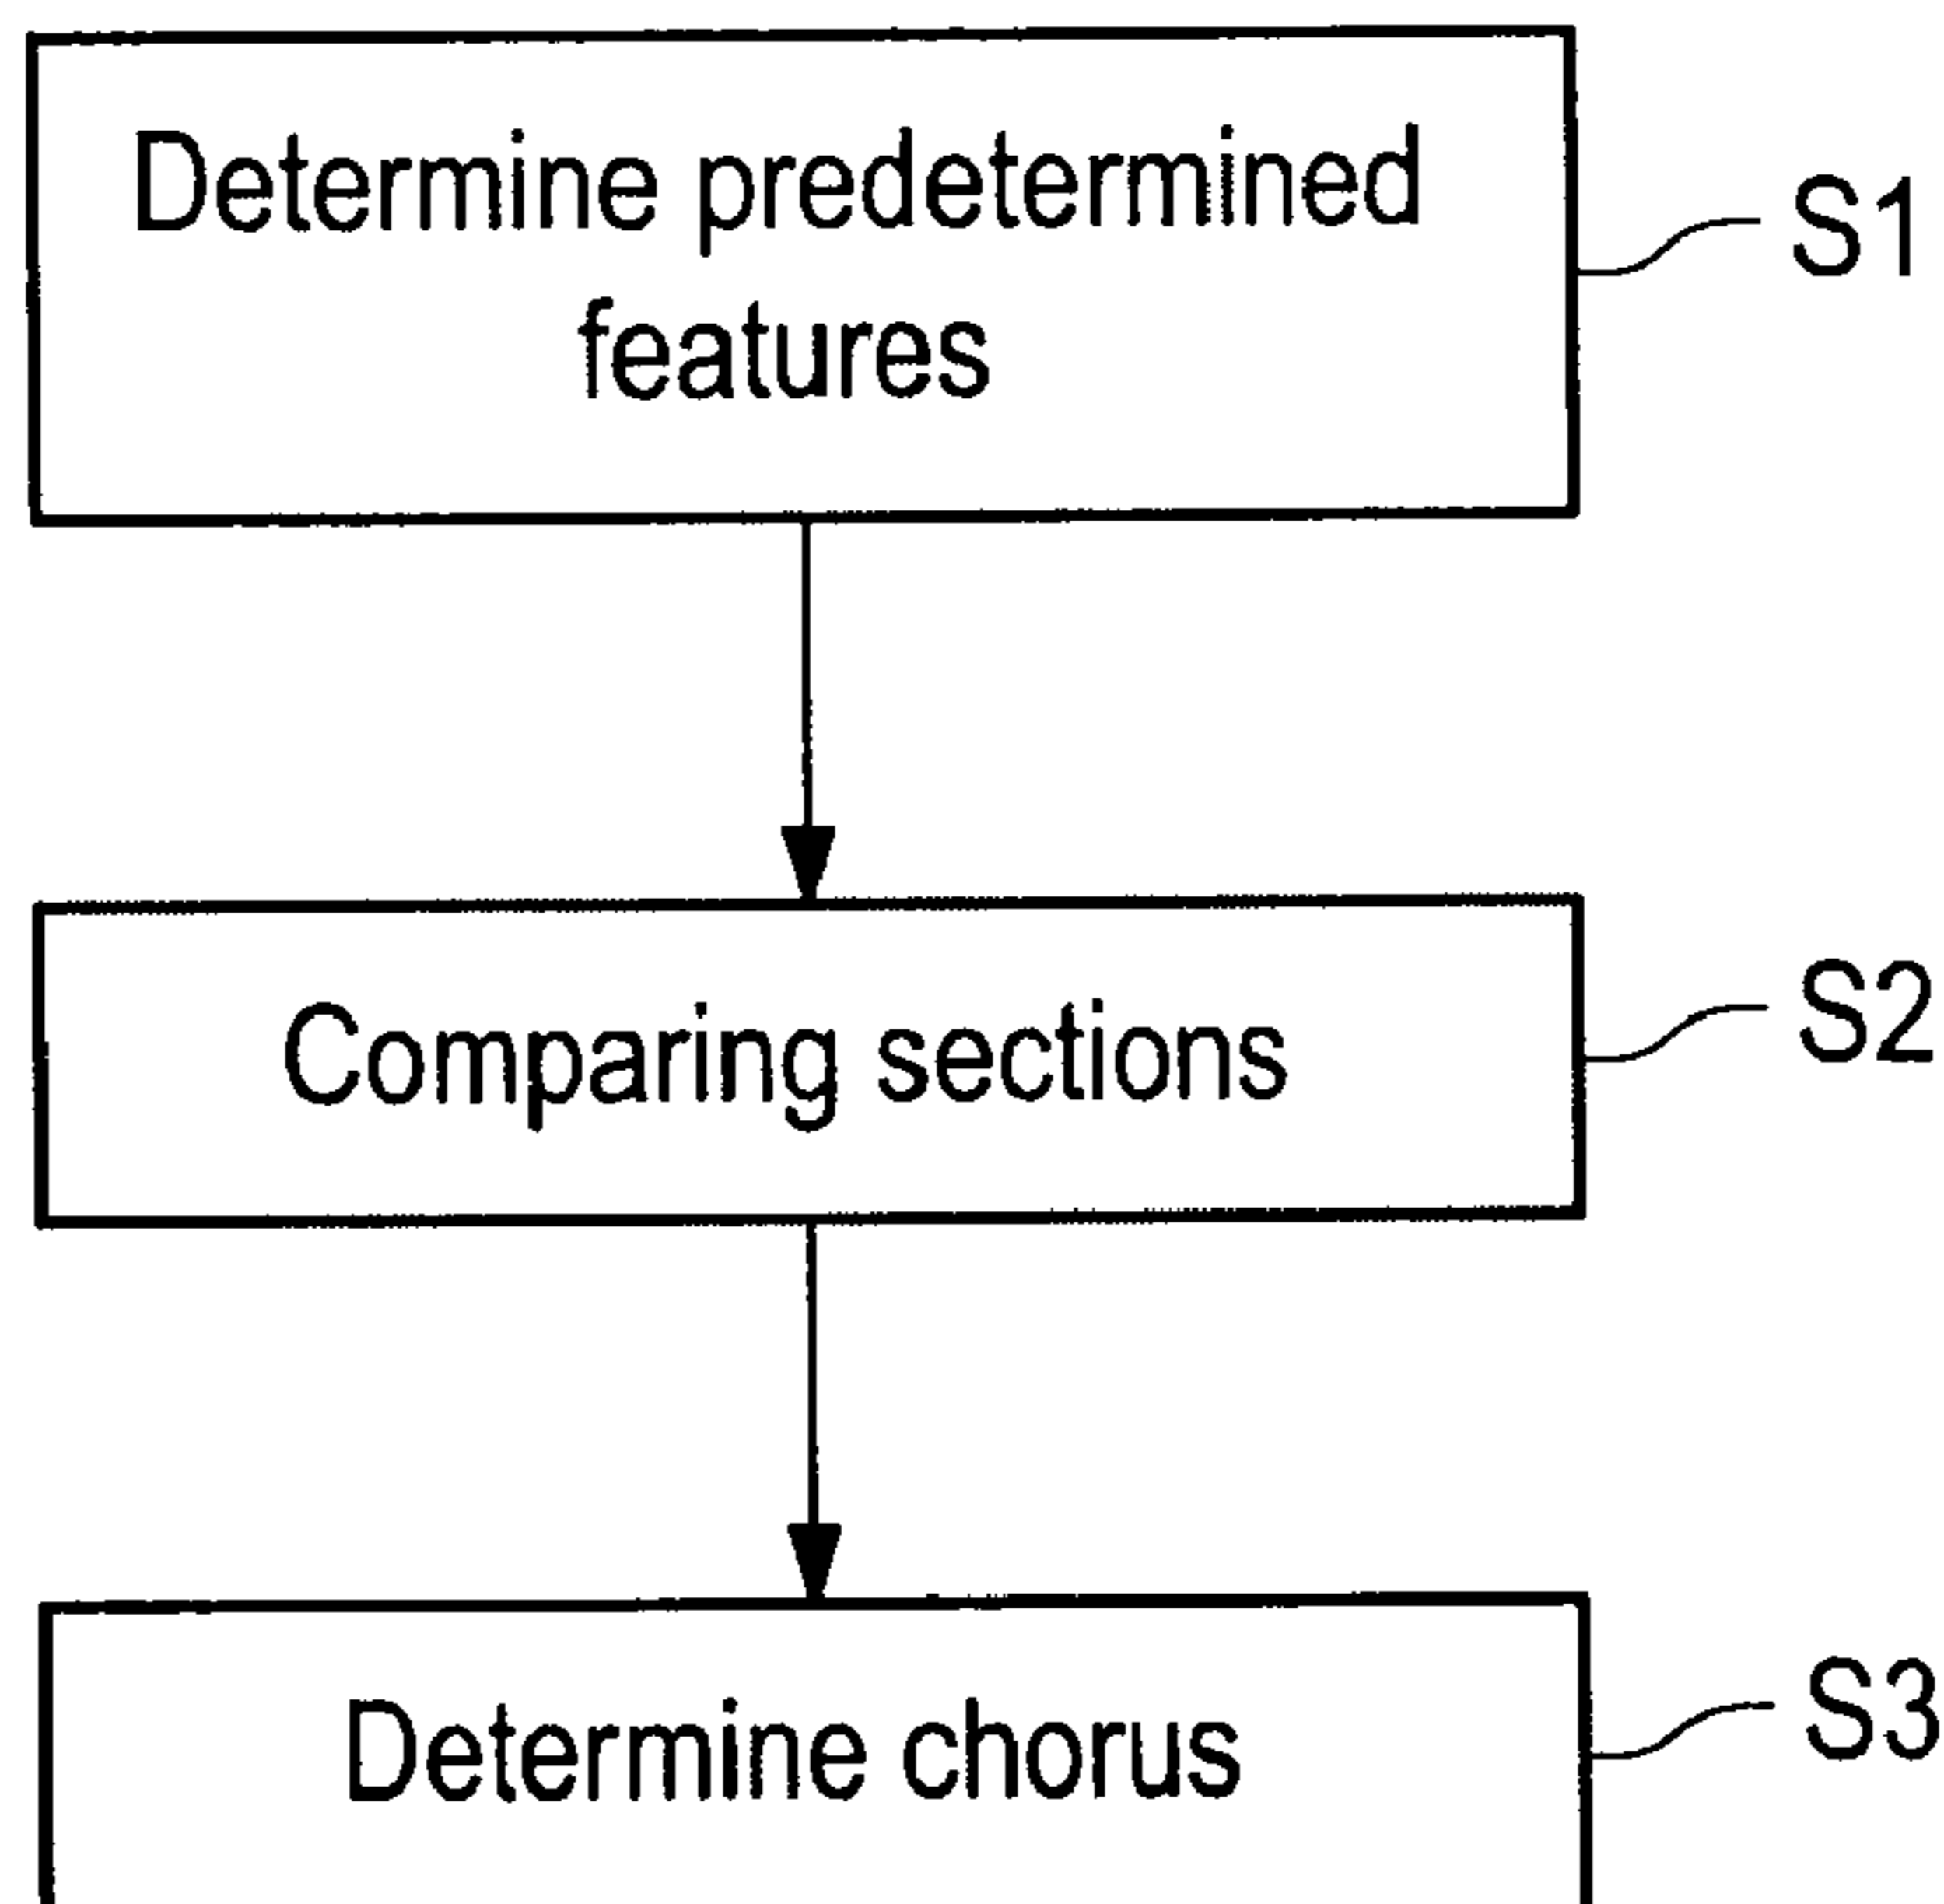 Determine predetermined
features
S1
Comparing sections
S2
Determine chorus
S3